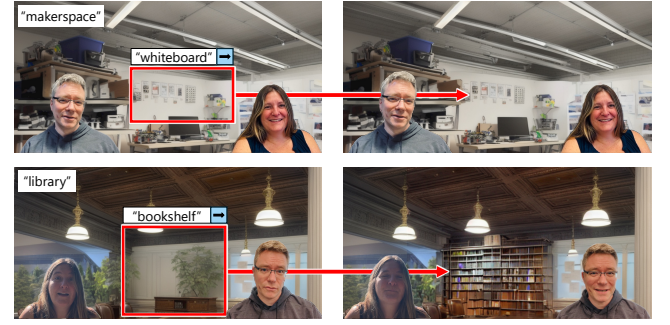 “makerspace”
“whiteboard”
“library”
“bookshelf”